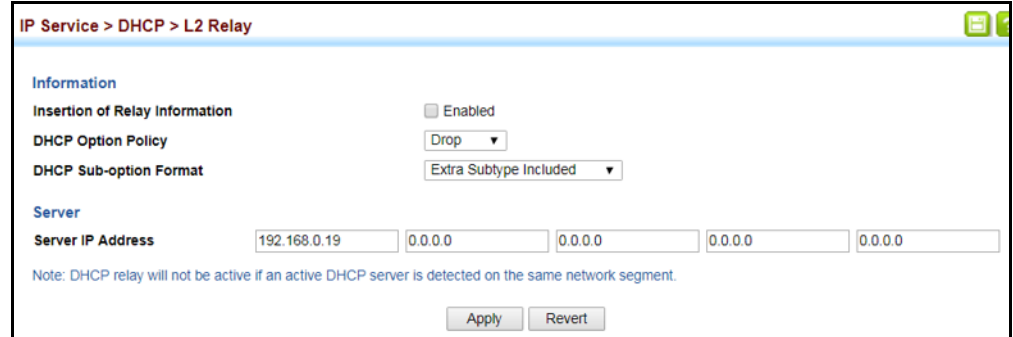 IP Service > DHCP > L2 Relay
Information
Insertion of Relay Information Enabled
DHCP Option Policy Drop
DHCP Sub-option Format Extra Subtype Included
Server
Server IP Address 192.168.0.19 0.0.0.0 0.0.0.0 0.0.0.0 0.0.0.0
Note: DHCP relay will not be active if an active DHCP server is detected on the same network segment.
Apply Revert